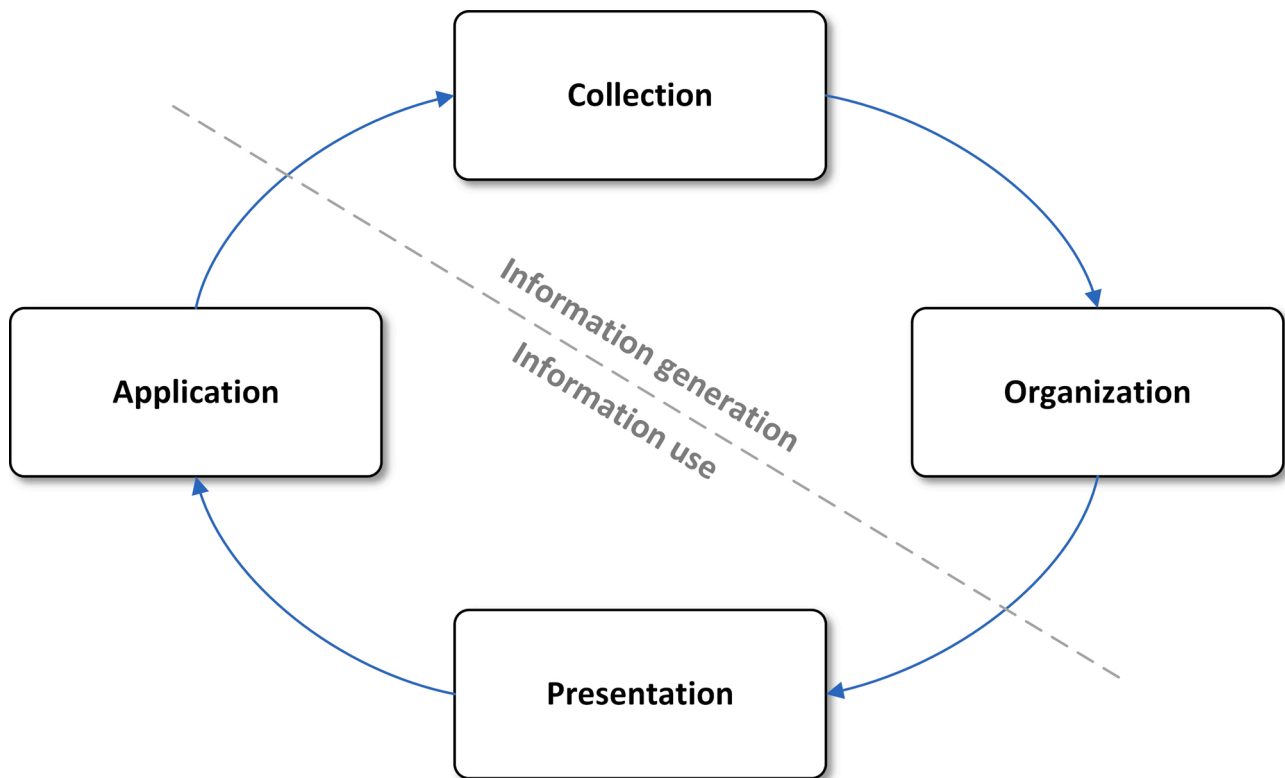 Collection
Information generation
Information use
Application
Organization
Presentation